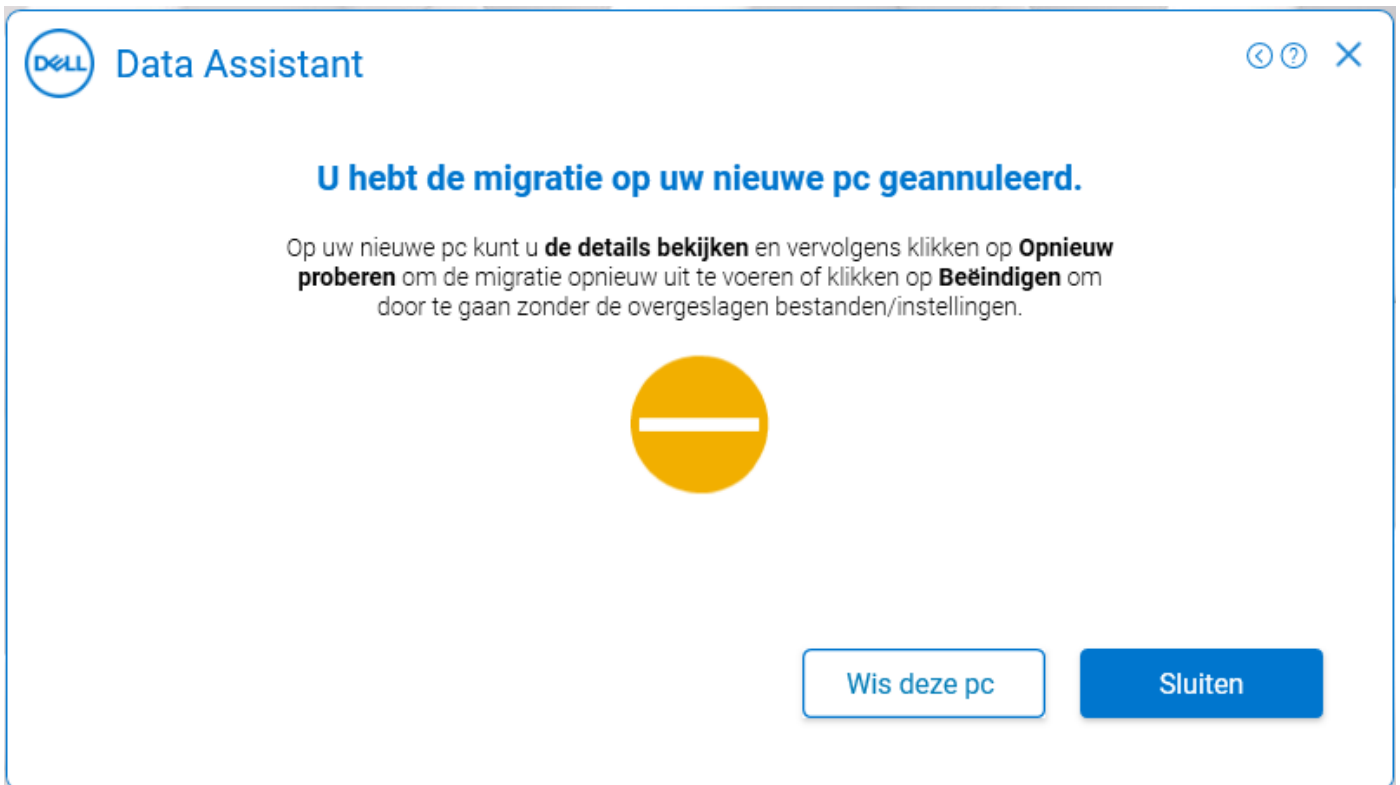 DELL Data Assistant
U hebt de migratie op uw nieuwe pc geannuleerd.
Op uw nieuwe pc kunt u de details bekijken en vervolgens klikken op Opnieuw
proberen om de migratie opnieuw uit te voeren of klikken op Beëindigen om
door te gaan zonder de overgeslagen bestanden/instellingen.
Wis deze pc Sluiten